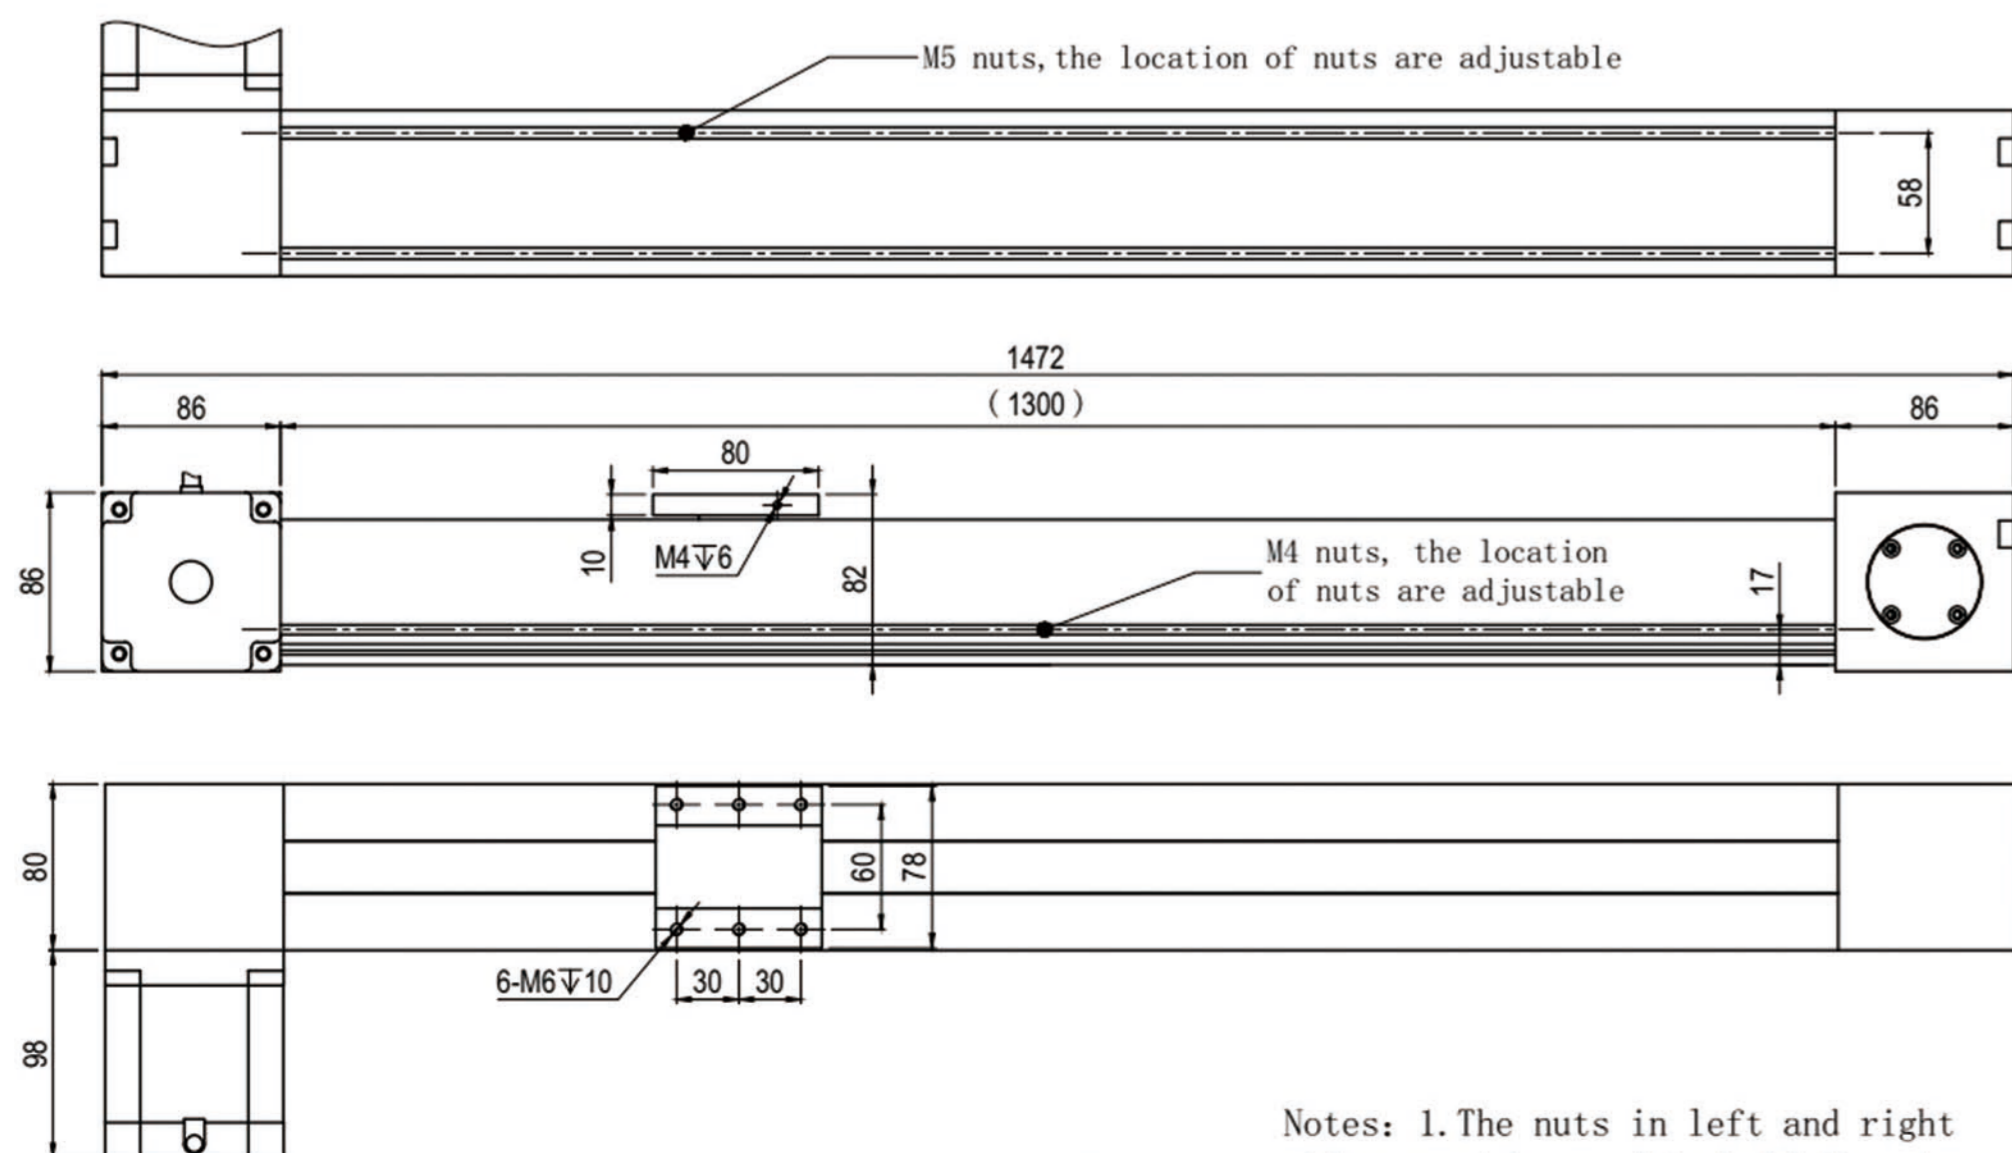 M5 nuts,the location of nuts are adjustable
58
1472
86
(1300)
86
80
10
M4↧6
82
M4 nuts, the location
of nuts are adjustable
17
86
80
60
78
6-M6↧10
30
30
98
Notes: 1.The nuts in left and right